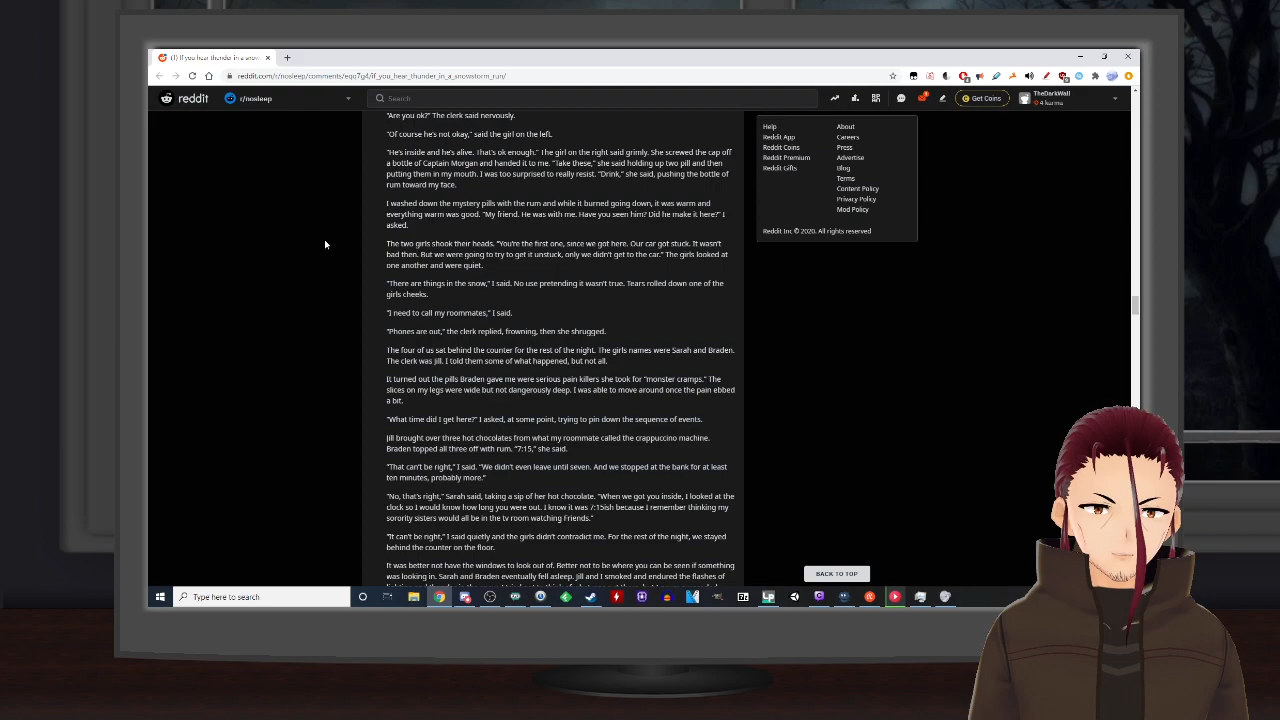 (1) If you hear thunder in a snow
reddit.com/r/nosleep/comments/eqo7g4/if_you_hear_thunder_in_a_snowstorm_run/
reddit
r/nosleep
Search
Get Coins
TheDarkWall
4 karma
"Are you ok?" The clerk said nervously.
"Of course he's not okay," said the girl on the left.
"He's inside and he's alive. That's ok enough." The girl on the right said grimly. She screwed the cap off
a bottle of Captain Morgan and handed it to me. "Take these," she said holding up two pill and then
putting them in my mouth. I was too surprised to really resist. "Drink," she said, pushing the bottle of
rum toward my face.
I washed down the mystery pills with the rum and while it burned going down, it was warm and
everything warm was good. "My friend. He was with me. Have you seen him? Did he make it here?" I
asked.
The two girls shook their heads. "You're the first one, since we got here. Our car got stuck. It wasn't
bad then. But we were going to try to get it unstuck, only we didn't get to the car." The girls looked at
one another and were quiet.
"There are things in the snow," I said. No use pretending it wasn't true. Tears rolled down one of the
girls cheeks.
"I need to call my roommates," I said.
"Phones are out," the clerk replied, frowning, then she shrugged.
The four of us sat behind the counter for the rest of the night. The girls names were Sarah and Braden.
The clerk was Jill. I told them some of what happened, but not all.
It turned out the pills Braden gave me were serious pain killers she took for "monster cramps." The
slices on my legs were wide but not dangerously deep. I was able to move around once the pain ebbed
a bit.
"What time did I get here?" I asked, at some point, trying to pin down the sequence of events.
Jill brought over three hot chocolates from what my roommate called the crappuccino machine.
Braden topped all three off with rum. "7:15," she said.
"That can't be right," I said. "We didn't even leave until seven. And we stopped at the bank for at least
ten minutes, probably more."
"No, that's right," Sarah said, taking a sip of her hot chocolate. "When we got you inside, I looked at the
clock so I would know how long you were out. I know it was 7:15ish because I remember thinking my
sorority sisters would all be in the tv room watching Friends."
"It can't be right," I said quietly and the girls didn't contradict me. For the rest of the night, we stayed
behind the counter on the floor.
It was better not have the windows to look out of. Better not to be where you can be seen if something
was looking in. Sarah and Braden eventually fell asleep. Jill and I smoked and endured the flashes of
Help
Reddit App
Reddit Coins
Reddit Premium
Reddit Gifts
About
Careers
Press
Advertise
Blog
Terms
Content Policy
Privacy Policy
Mod Policy
Reddit Inc © 2020. All rights reserved
BACK TO TOP
Type here to search